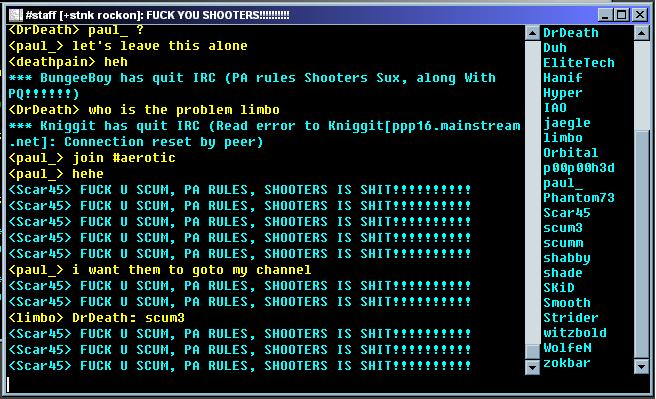 #staff [+stnk rockon]: FUCK YOU SHOOTERS!!!!!!!!!!
<DrDeath> paul_ ?
<paul_> let's leave this alone
<deathpain> heh
*** BungeeBoy has quit IRC (PA rules Shooters Sux, along With
PQ!!!!!!)
<DrDeath> who is the problem limbo
*** Kniggit has quit IRC (Read error to Kniggit[ppp16.mainstream
.net]: Connection reset by peer)
<paul_> join #aerotic
<paul_> hehe
<Scar45> FUCK U SCUM, PA RULES, SHOOTERS IS SHIT!!!!!!!!!!
<Scar45> FUCK U SCUM, PA RULES, SHOOTERS IS SHIT!!!!!!!!!!
<Scar45> FUCK U SCUM, PA RULES, SHOOTERS IS SHIT!!!!!!!!!!
<Scar45> FUCK U SCUM, PA RULES, SHOOTERS IS SHIT!!!!!!!!!!
<Scar45> FUCK U SCUM, PA RULES, SHOOTERS IS SHIT!!!!!!!!!!
<paul_> i want them to goto my channel
<Scar45> FUCK U SCUM, PA RULES, SHOOTERS IS SHIT!!!!!!!!!!
<Scar45> FUCK U SCUM, PA RULES, SHOOTERS IS SHIT!!!!!!!!!!
<limbo> DrDeath: scum3
<Scar45> FUCK U SCUM, PA RULES, SHOOTERS IS SHIT!!!!!!!!!!
<Scar45> FUCK U SCUM, PA RULES, SHOOTERS IS SHIT!!!!!!!!!!
<Scar45> FUCK U SCUM, PA RULES, SHOOTERS IS SHIT!!!!!!!!!!
DrDeath
Duh
EliteTech
Hanif
Hyper
IAO
jaegle
limbo
Orbital
p00p00h3d
paul_
Phantom73
Scar45
scum3
scumm
shabby
shade
SKiD
Smooth
Strider
witzbold
WolfeN
zokbar